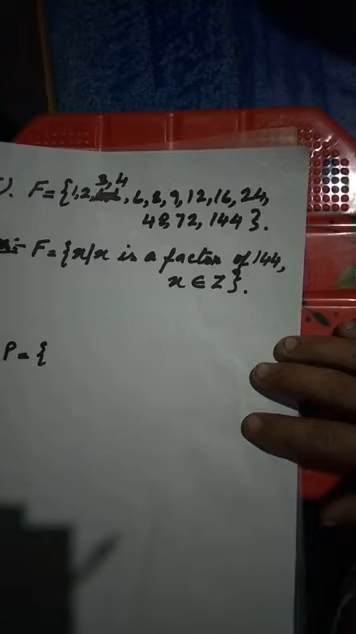 3,4
). F={1,2, ,6,8,9,12,16,24,
48,72,144}.
:- F={x/x is a factor of 144,
x∈Z}.
P={